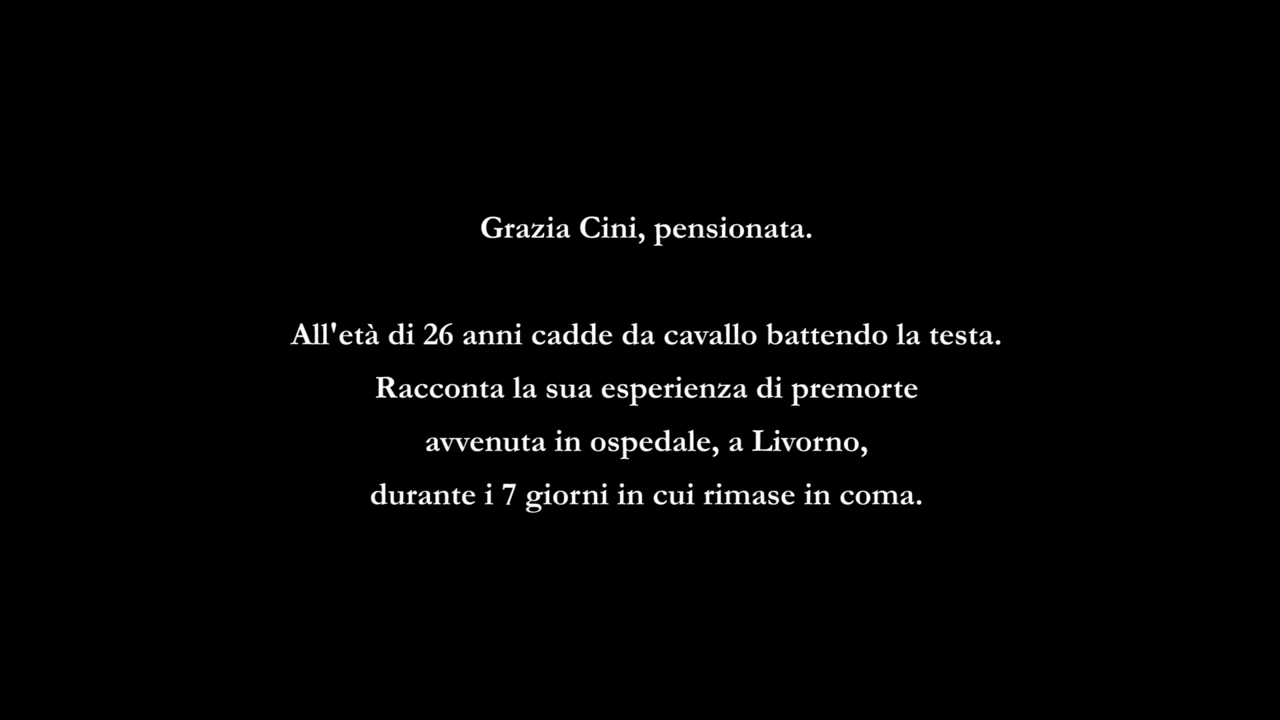 Grazia Cini, pensionata.
All'età di 26 anni cadde da cavallo battendo la testa.
Racconta la sua esperienza di premorte
avvenuta in ospedale, a Livorno,
durante i 7 giorni in cui rimase in coma.